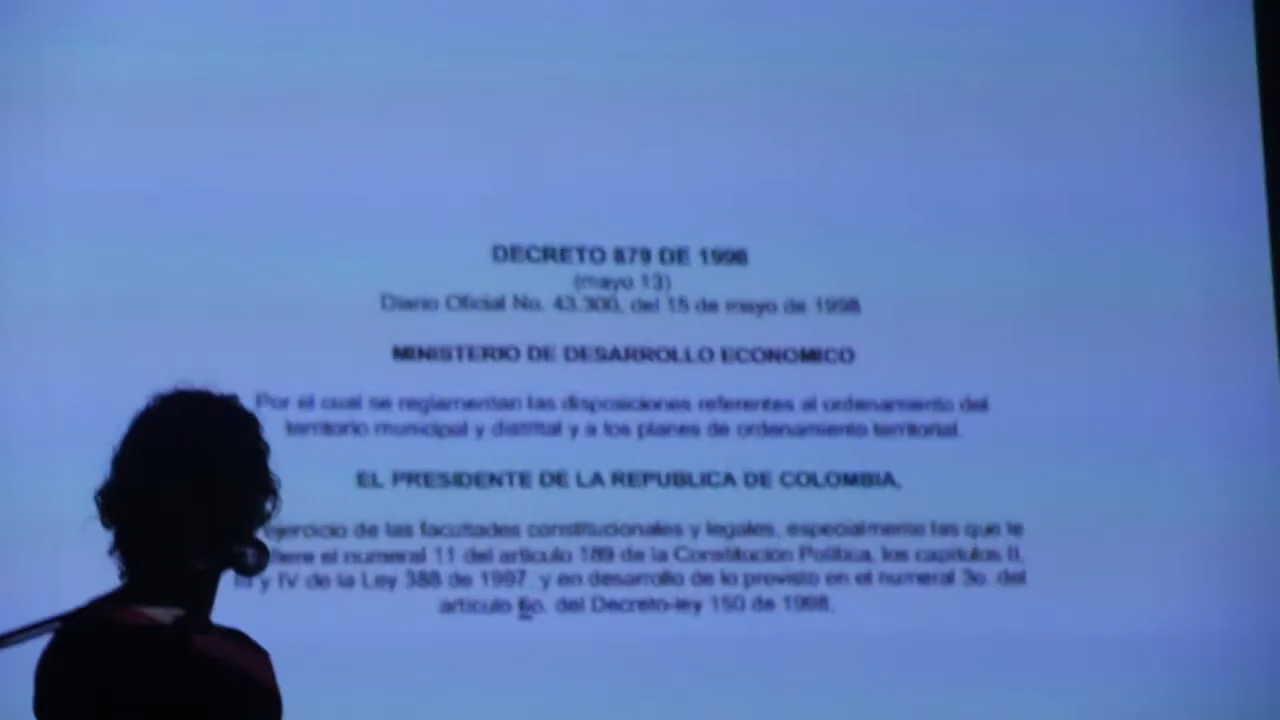 DECRETO 879 DE 1998
(mayo 13)
Diario Oficial No. 43.300, del 15 de mayo de 1998
MINISTERIO DE DESARROLLO ECONOMICO
Por el cual se reglamentan las disposiciones referentes al ordenamiento del
territorio municipal y distrital y a los planes de ordenamiento territorial.
EL PRESIDENTE DE LA REPUBLICA DE COLOMBIA,
ejercicio de las facultades constitucionales y legales, especialmente las que le
fiere el numeral 11 del artículo 189 de la Constitución Política, los capítulos II,
III y IV de la Ley 388 de 1997, y en desarrollo de lo previsto en el numeral 3o. del
artículo 6o. del Decreto-ley 150 de 1998,